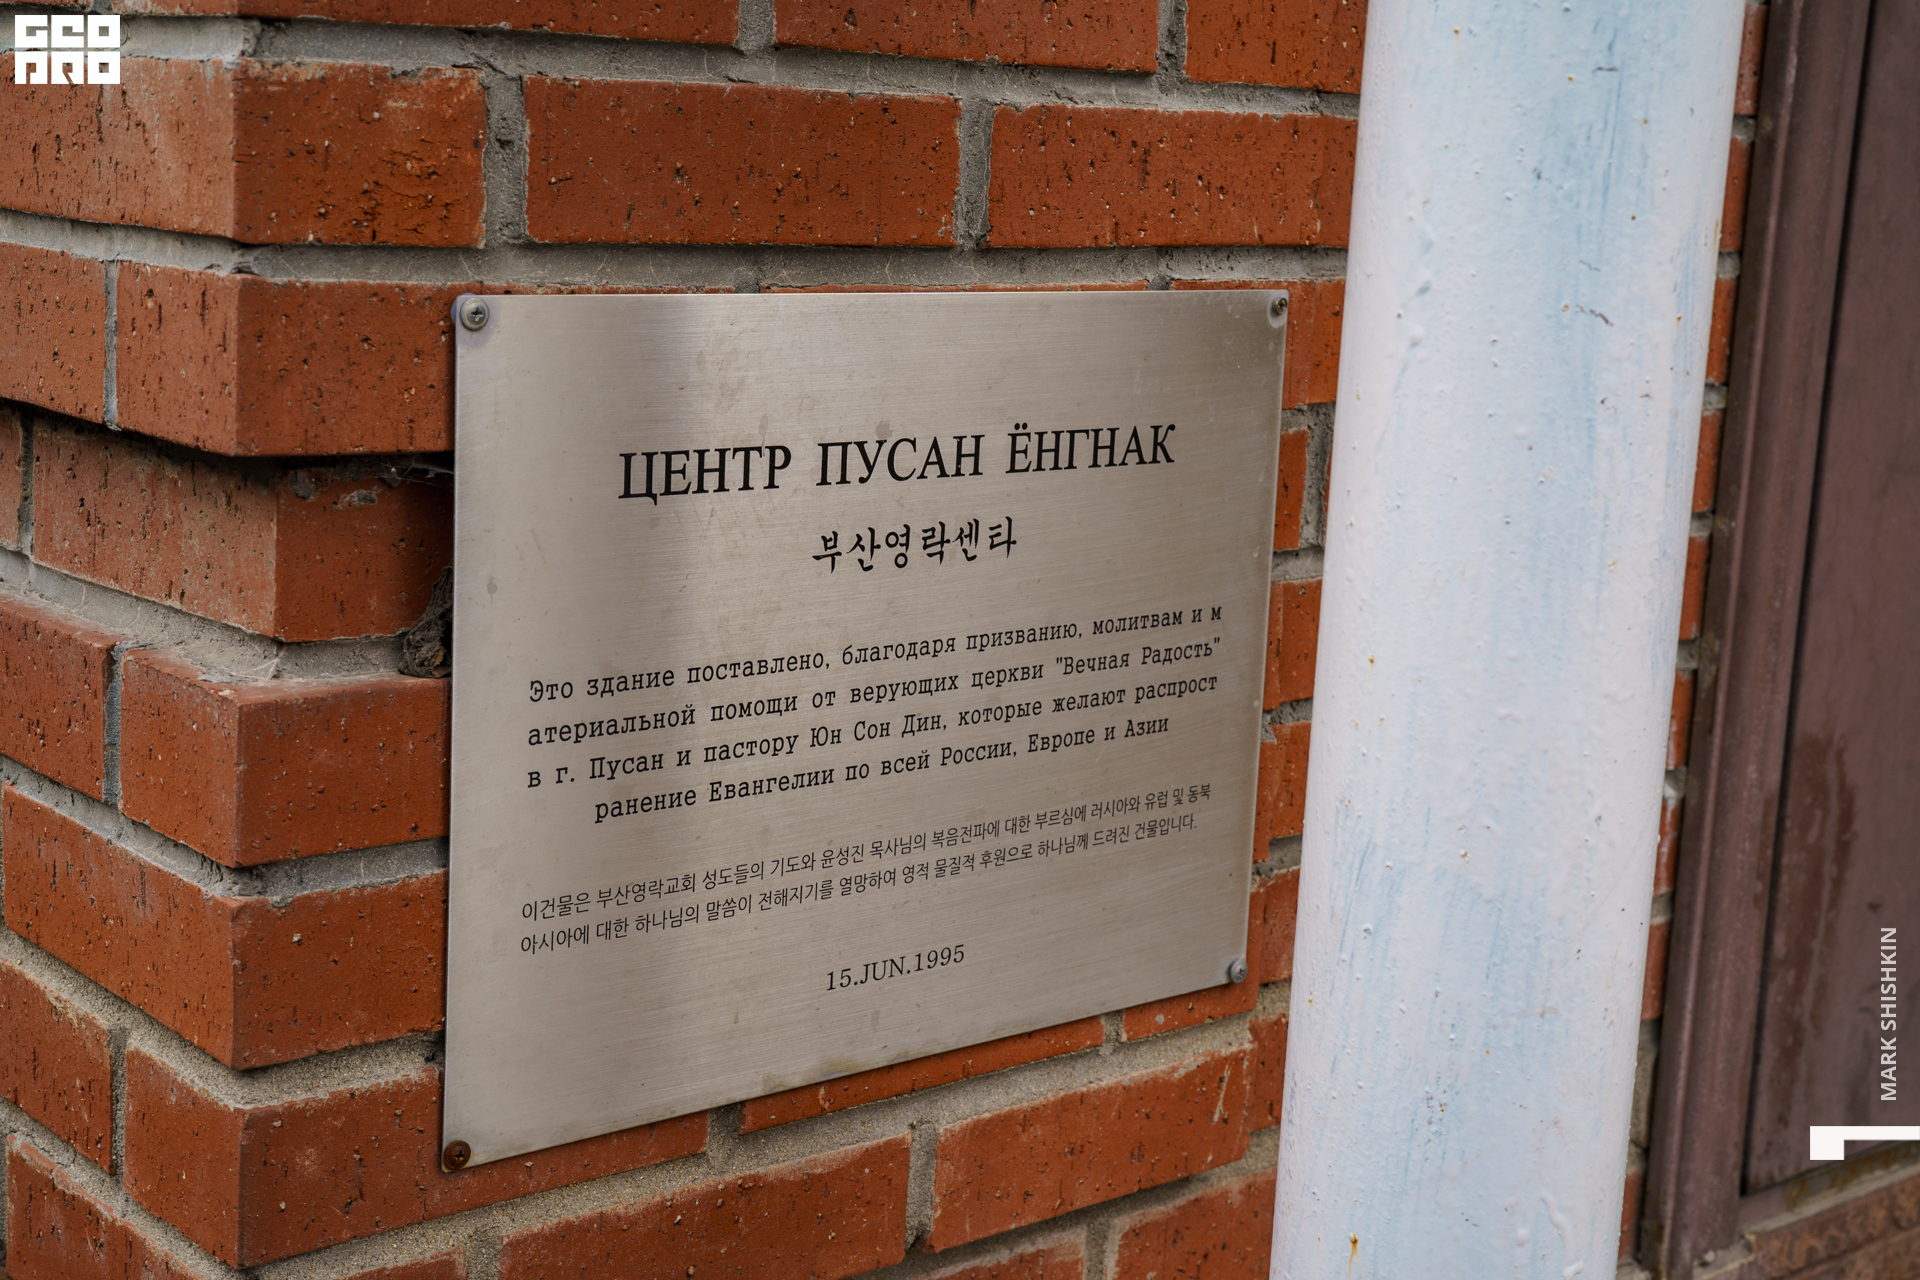 GEO
PRO
ЦЕНТР ПУСАН ЁНГНАК
부산영락센타
Это здание поставлено, благодаря призванию, молитвам и м
атериальной помощи от верующих церкви "Вечная Радость"
в г. Пусан и пастору Юн Сон Дин, которые желают распрост
ранение Евангелии по всей России, Европе и Азии
이건물은 부산영락교회 성도들의 기도와 윤성진 목사님의 복음전파에 대한 부르심에 러시아와 유럽 및 동북
아시아에 대한 하나님의 말씀이 전해지기를 열망하여 영적 물질적 후원으로 하나님께 드려진 건물입니다.
15.JUN.1995
MARK SHISHKIN